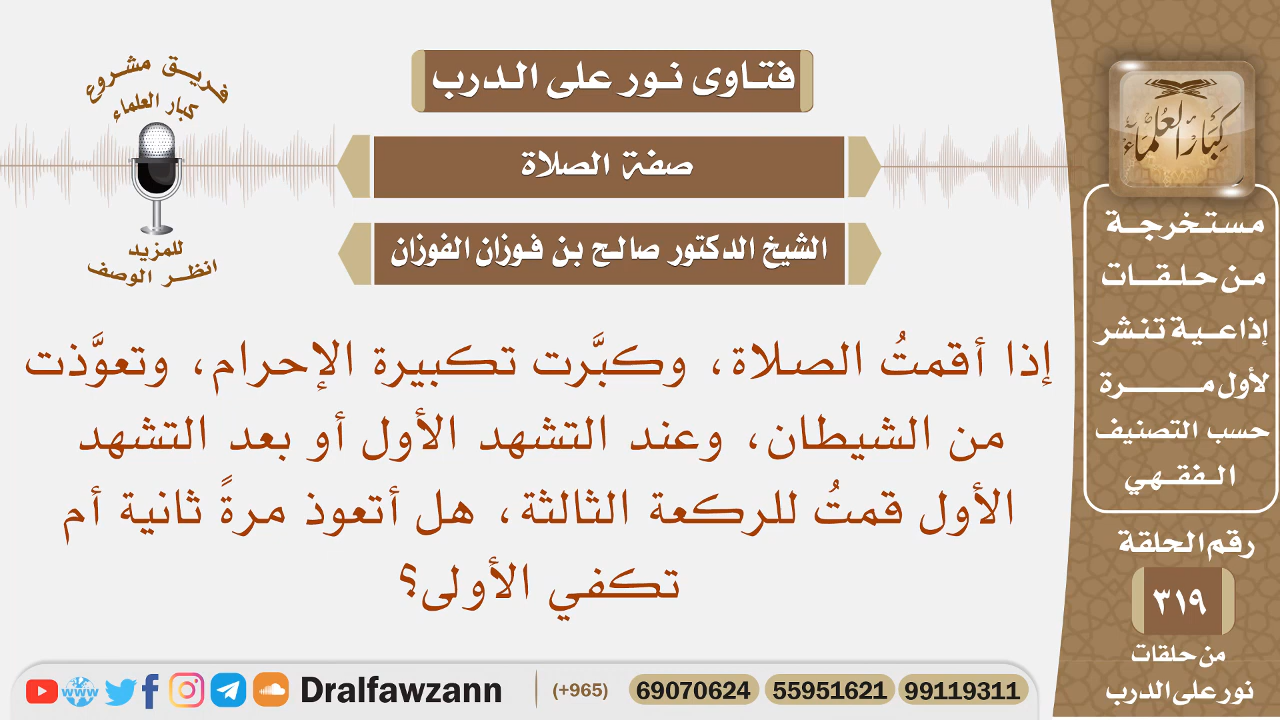 فتاوى نور على الدرب
صفة الصلاة
الشيخ الدكتور صالح بن فوزان الفوزان
إذا أقمتُ الصلاة، وكبَّرت تكبيرة الإحرام، وتعوَّذت
من الشيطان، وعند التشهد الأول أو بعد التشهد
الأول قمتُ للركعة الثالثة، هل أتعوذ مرةً ثانية أم
تكفي الأولى؟
فريق مشروع
كبار العلماء
للمزيد
انظر الوصف
كبار العلماء
مستخرجة
من حلقات
إذاعية تنشر
لأول مرة
حسب التصنيف
الفقهي
رقم الحلقة
٣١٩
من حلقات
نور على الدرب
www
Dralfawzann
(+965)
69070624
55951621
99119311